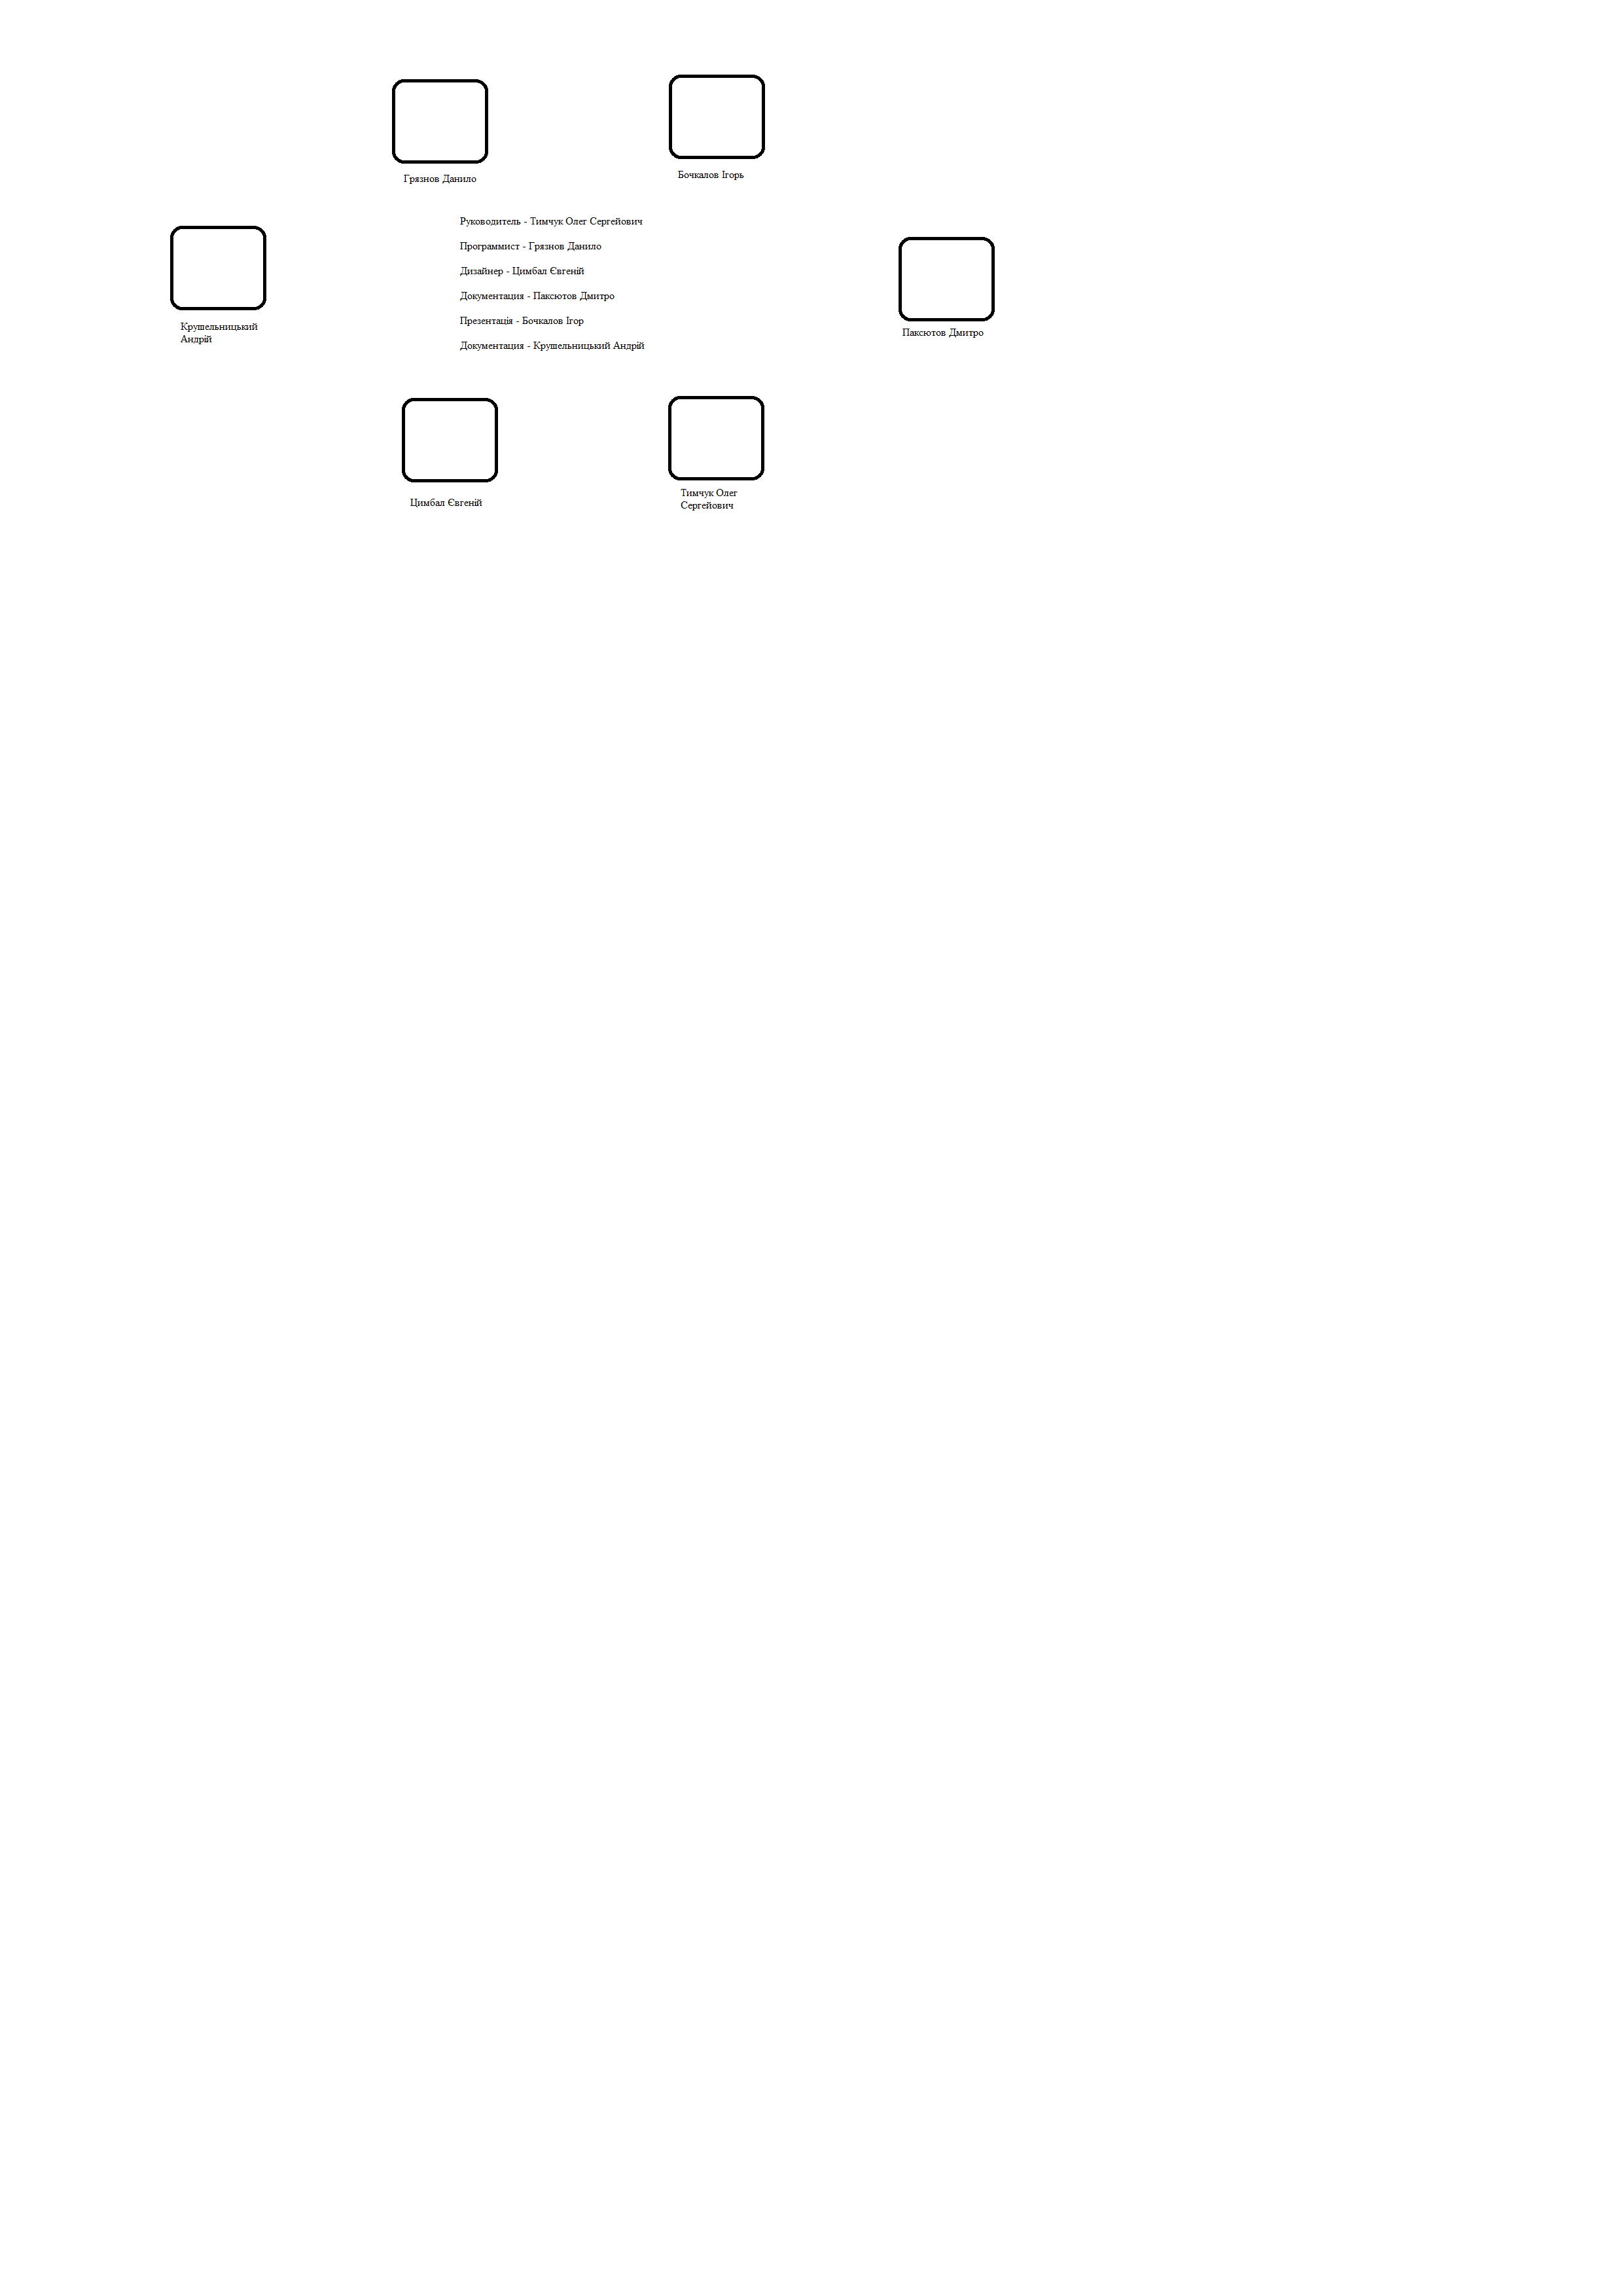 Грязнов Данило
Бочкалов Ігорь
Руководитель - Тимчук Олег Сергейович
Программист - Грязнов Данило
Дизайнер - Цимбал Євгеній
Документация - Паксютов Дмитро
Презентація - Бочкалов Ігор
Документация - Крушельницький Андрій
Крушельницький
Андрій
Паксютов Дмитро
Цимбал Євгеній
Тимчук Олег
Сергейович